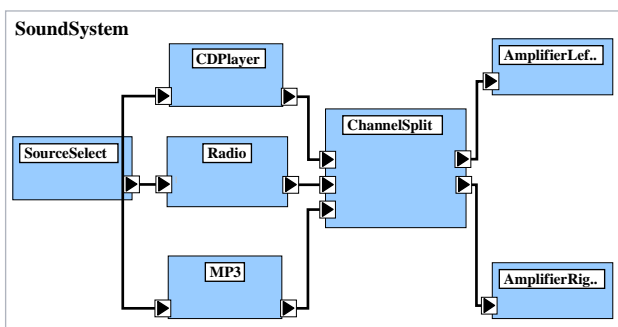 SoundSystem
CDPlayer
AmplifierLef..
ChannelSplit
SourceSelect
Radio
MP3
AmplifierRig..